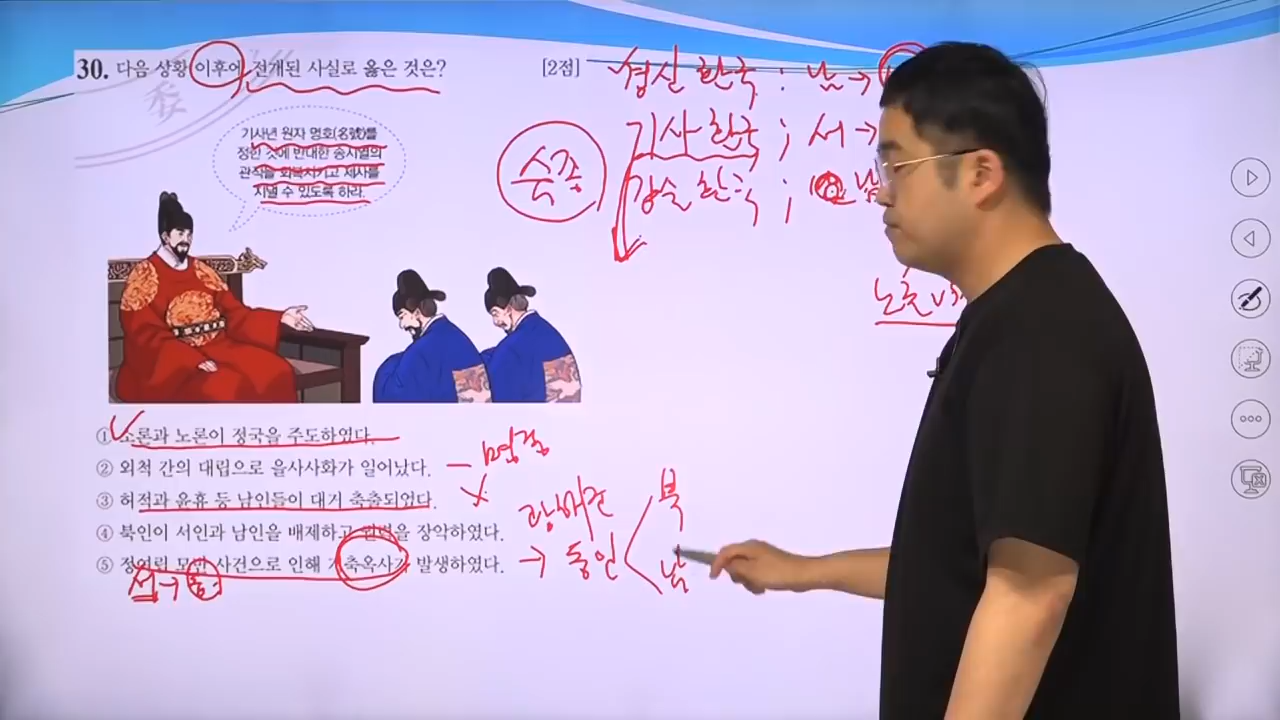 30. 다음 상황 이후에 전개된 사실로 옳은 것은? [2점]
기사년 원자 명호(名號)를
정한 것에 반대한 송시열의
관작을 회복시키고 제사를
지낼 수 있도록 하라.
숙종
경신환국 : 남→
기사환국 ; 서→
갑술환국 ; 남
노론 vs
① 소론과 노론이 정국을 주도하였다.
② 외척 간의 대립으로 을사사화가 일어났다. - 명종
③ 허적과 윤휴 등 남인들이 대거 축출되었다. X
④ 북인이 서인과 남인을 배제하고 권력을 장악하였다. 광해군
⑤ 정여립 모반 사건으로 인해 기축옥사가 발생하였다. → 동인 < 북 남
서→동